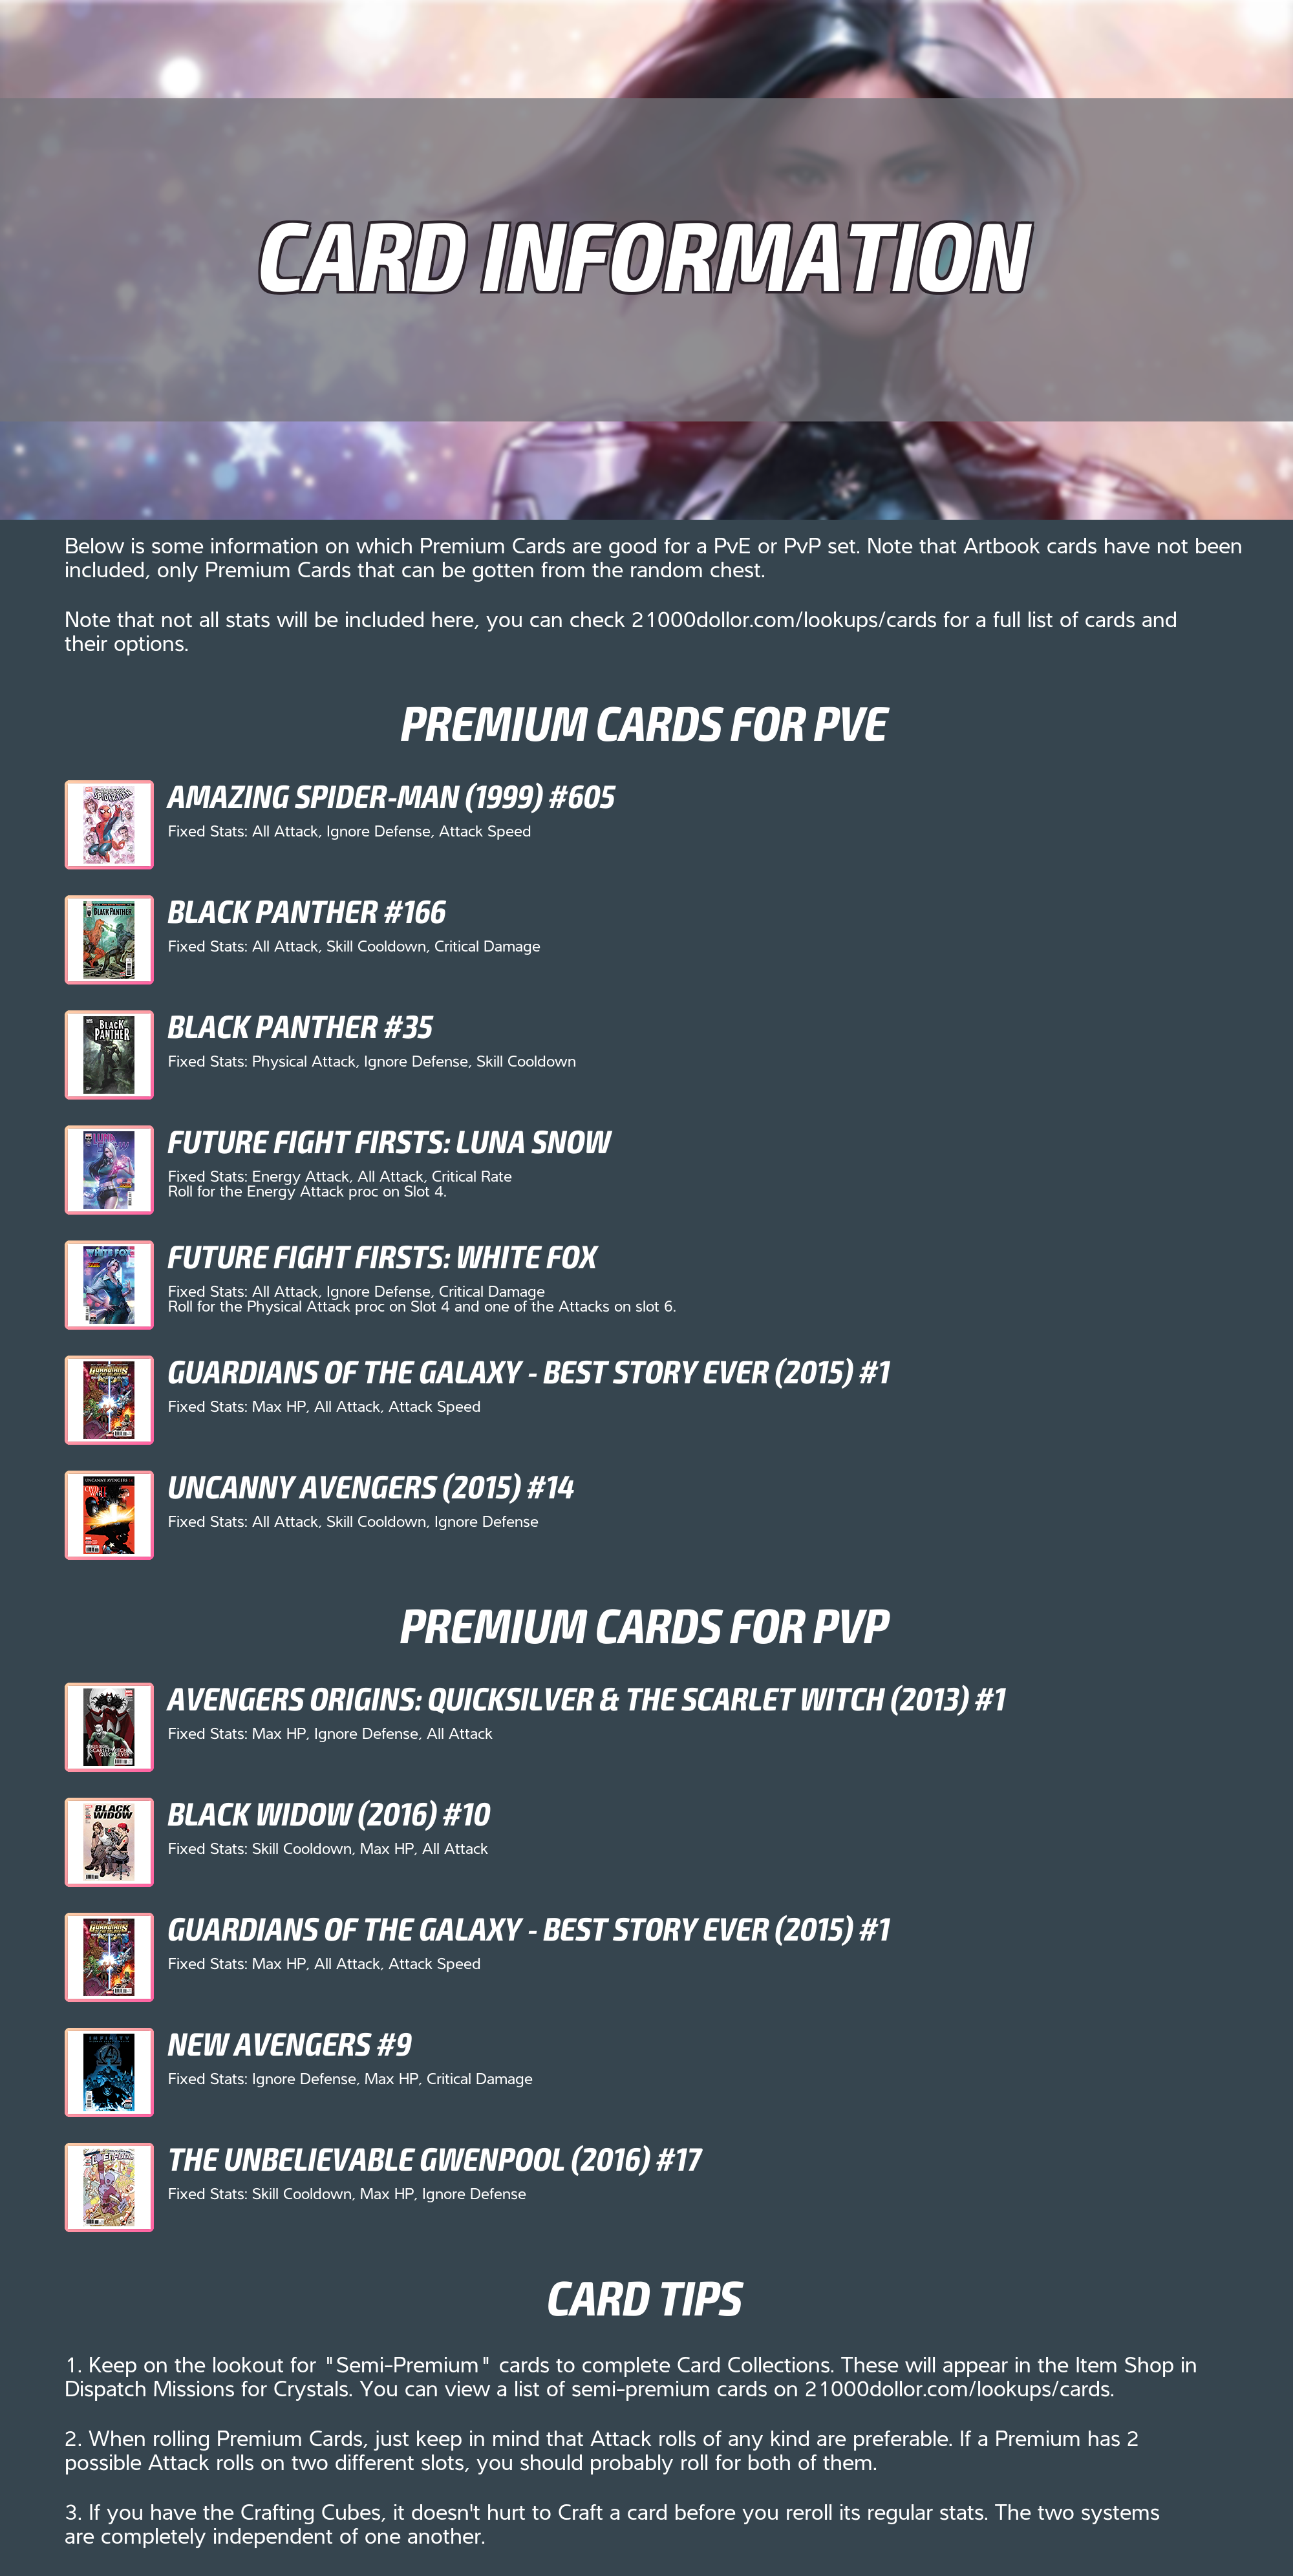 CARD INFORMATION
Below is some information on which Premium Cards are good for a PvE or PvP set. Note that Artbook cards have not been
included, only Premium Cards that can be gotten from the random chest.
Note that not all stats will be included here, you can check 21000dollor.com/lookups/cards for a full list of cards and
their options.
PREMIUM CARDS FOR PVE
AMAZING SPIDER-MAN (1999) #605
Fixed Stats: All Attack, Ignore Defense, Attack Speed
BLACK PANTHER
BLACK PANTHER #166
Fixed Stats: All Attack, Skill Cooldown, Critical Damage
BLACK
PANTHER
BLACK PANTHER #35
Fixed Stats: Physical Attack, Ignore Defense, Skill Cooldown
LUNA
SNOW
FUTURE FIGHT FIRSTS: LUNA SNOW
Fixed Stats: Energy Attack, All Attack, Critical Rate
Roll for the Energy Attack proc on Slot 4.
WHITE FOX
FUTURE FIGHT FIRSTS: WHITE FOX
Fixed Stats: All Attack, Ignore Defense, Critical Damage
Roll for the Physical Attack proc on Slot 4 and one of the Attacks on slot 6.
GUARDIANS
GUARDIANS OF THE GALAXY - BEST STORY EVER (2015) #1
Fixed Stats: Max HP, All Attack, Attack Speed
UNCANNY AVENGERS
CIVIL
WAR
UNCANNY AVENGERS (2015) #14
Fixed Stats: All Attack, Skill Cooldown, Ignore Defense
PREMIUM CARDS FOR PVP
AVENGERS ORIGINS: QUICKSILVER & THE SCARLET WITCH (2013) #1
Fixed Stats: Max HP, Ignore Defense, All Attack
BLACK
WIDOW
BLACK WIDOW (2016) #10
Fixed Stats: Skill Cooldown, Max HP, All Attack
GUARDIANS
GUARDIANS OF THE GALAXY - BEST STORY EVER (2015) #1
Fixed Stats: Max HP, All Attack, Attack Speed
INFINITY
NEW AVENGERS #9
Fixed Stats: Ignore Defense, Max HP, Critical Damage
THE UNBELIEVABLE GWENPOOL (2016) #17
Fixed Stats: Skill Cooldown, Max HP, Ignore Defense
CARD TIPS
1. Keep on the lookout for "Semi-Premium" cards to complete Card Collections. These will appear in the Item Shop in
Dispatch Missions for Crystals. You can view a list of semi-premium cards on 21000dollor.com/lookups/cards.
2. When rolling Premium Cards, just keep in mind that Attack rolls of any kind are preferable. If a Premium has 2
possible Attack rolls on two different slots, you should probably roll for both of them.
3. If you have the Crafting Cubes, it doesn't hurt to Craft a card before you reroll its regular stats. The two systems
are completely independent of one another.